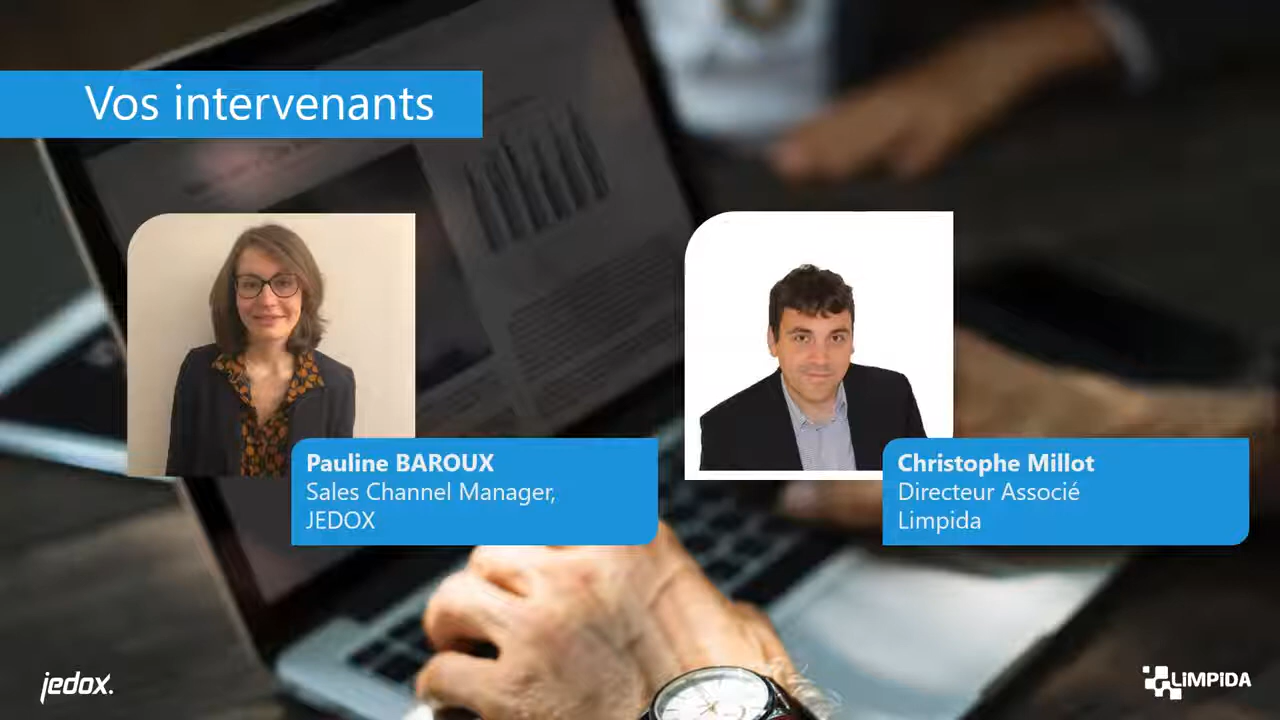 Vos intervenants
Pauline BAROUX
Sales Channel Manager,
JEDOX
Christophe Millot
Directeur Associé
Limpida
jedox.
LiMPIDA